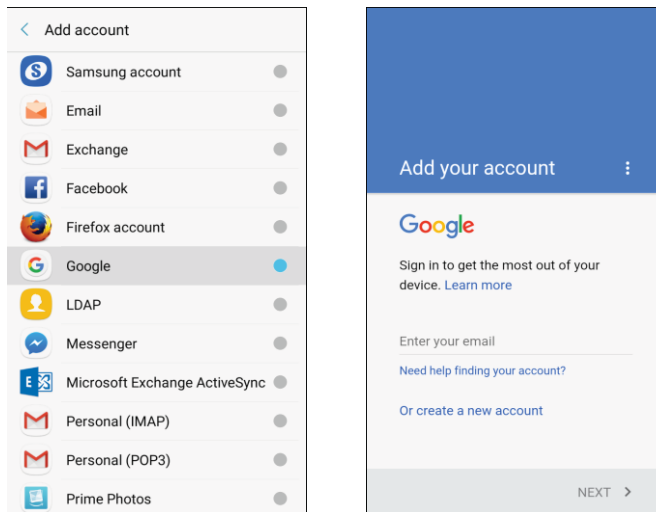 Add account
Samsung account
Email
Exchange
Facebook
Firefox account
Google
LDAP
Messenger
Microsoft Exchange ActiveSync
Personal (IMAP)
Personal (POP3)
Prime Photos
Add your account
Google
Sign in to get the most out of your
device. Learn more
Enter your email
Need help finding your account?
Or create a new account
NEXT